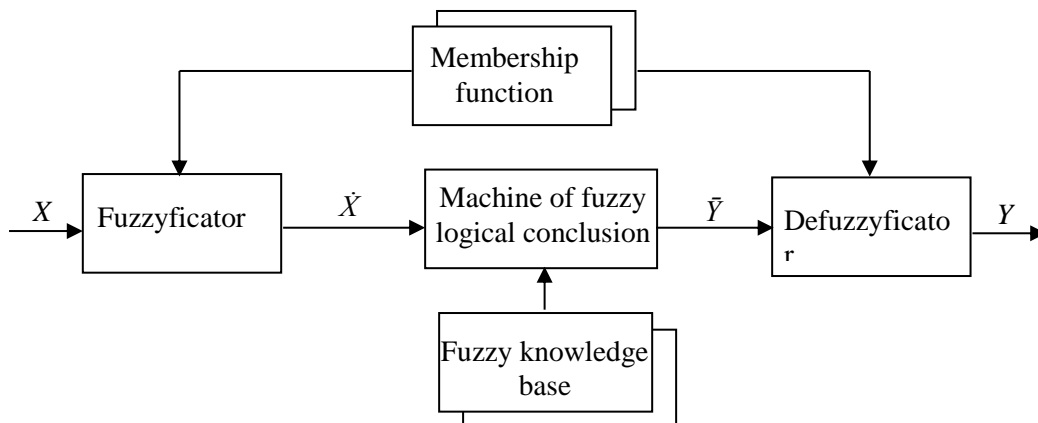 Membership
function
X
Fuzzyficator
Ẋ
Machine of fuzzy
logical conclusion
Ȳ
Defuzzyficato
r
Y
Fuzzy knowledge
base